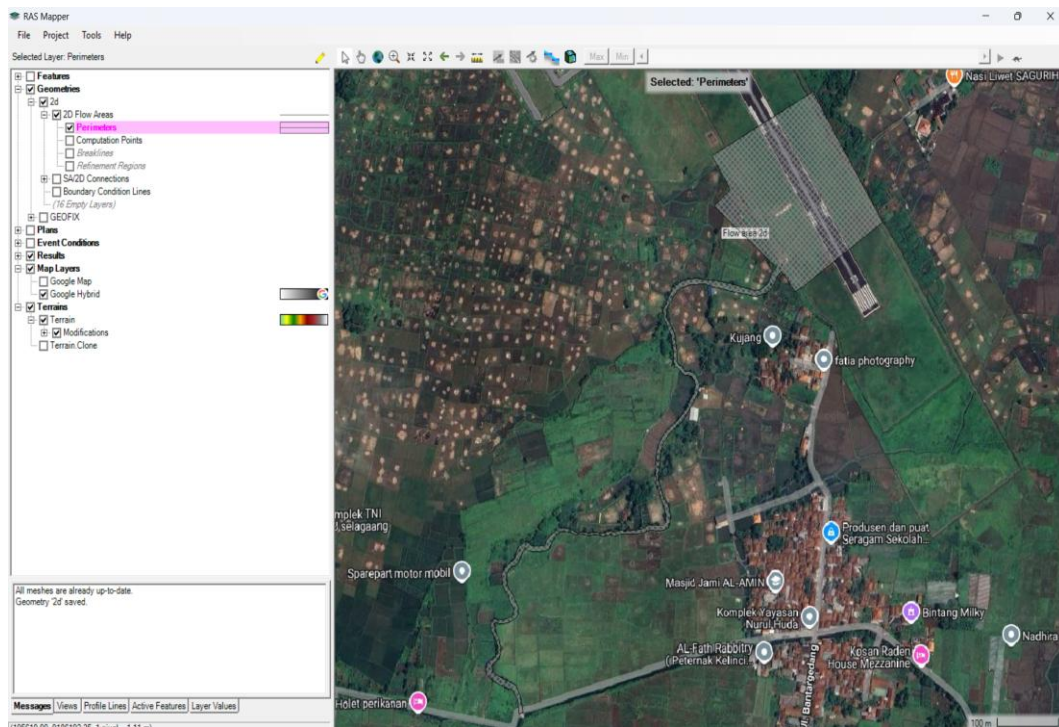 RAS Mapper
File Project Tools Help
Selected Layer: Perimeters
Max Min
Features
Geometries
2d
2D Flow Areas
Perimeters
Computation Points
Breaklines
Refinement Regions
SA/2D Connections
Boundary Condition Lines
(16 Empty Layers)
GEOFIX
Plans
Event Conditions
Results
Map Layers
Google Map
Google Hybrid
Terrains
Terrain
Modifications
Terrain Clone
Selected: 'Perimeters'
Nasi Liwet SAGURIH
Flow area 2d
Kujang
fatia photography
mplek TNI
selagaang
Produsen dan puat
Seragam Sekolah...
Sparepart motor mobil
Masjid Jami AL-AMIN
Komplek Yayasan
Nurul Huda
Bintang Milky
AL-Fath Rabbitry
(Peternak Kelinci...
Kosan Raden
House Mezzanine
Nadhira
Jl. Bantargedang
Holet perikanan
100 m
All meshes are already up-to-date.
Geometry '2d' saved.
Messages Views Profile Lines Active Features Layer Values